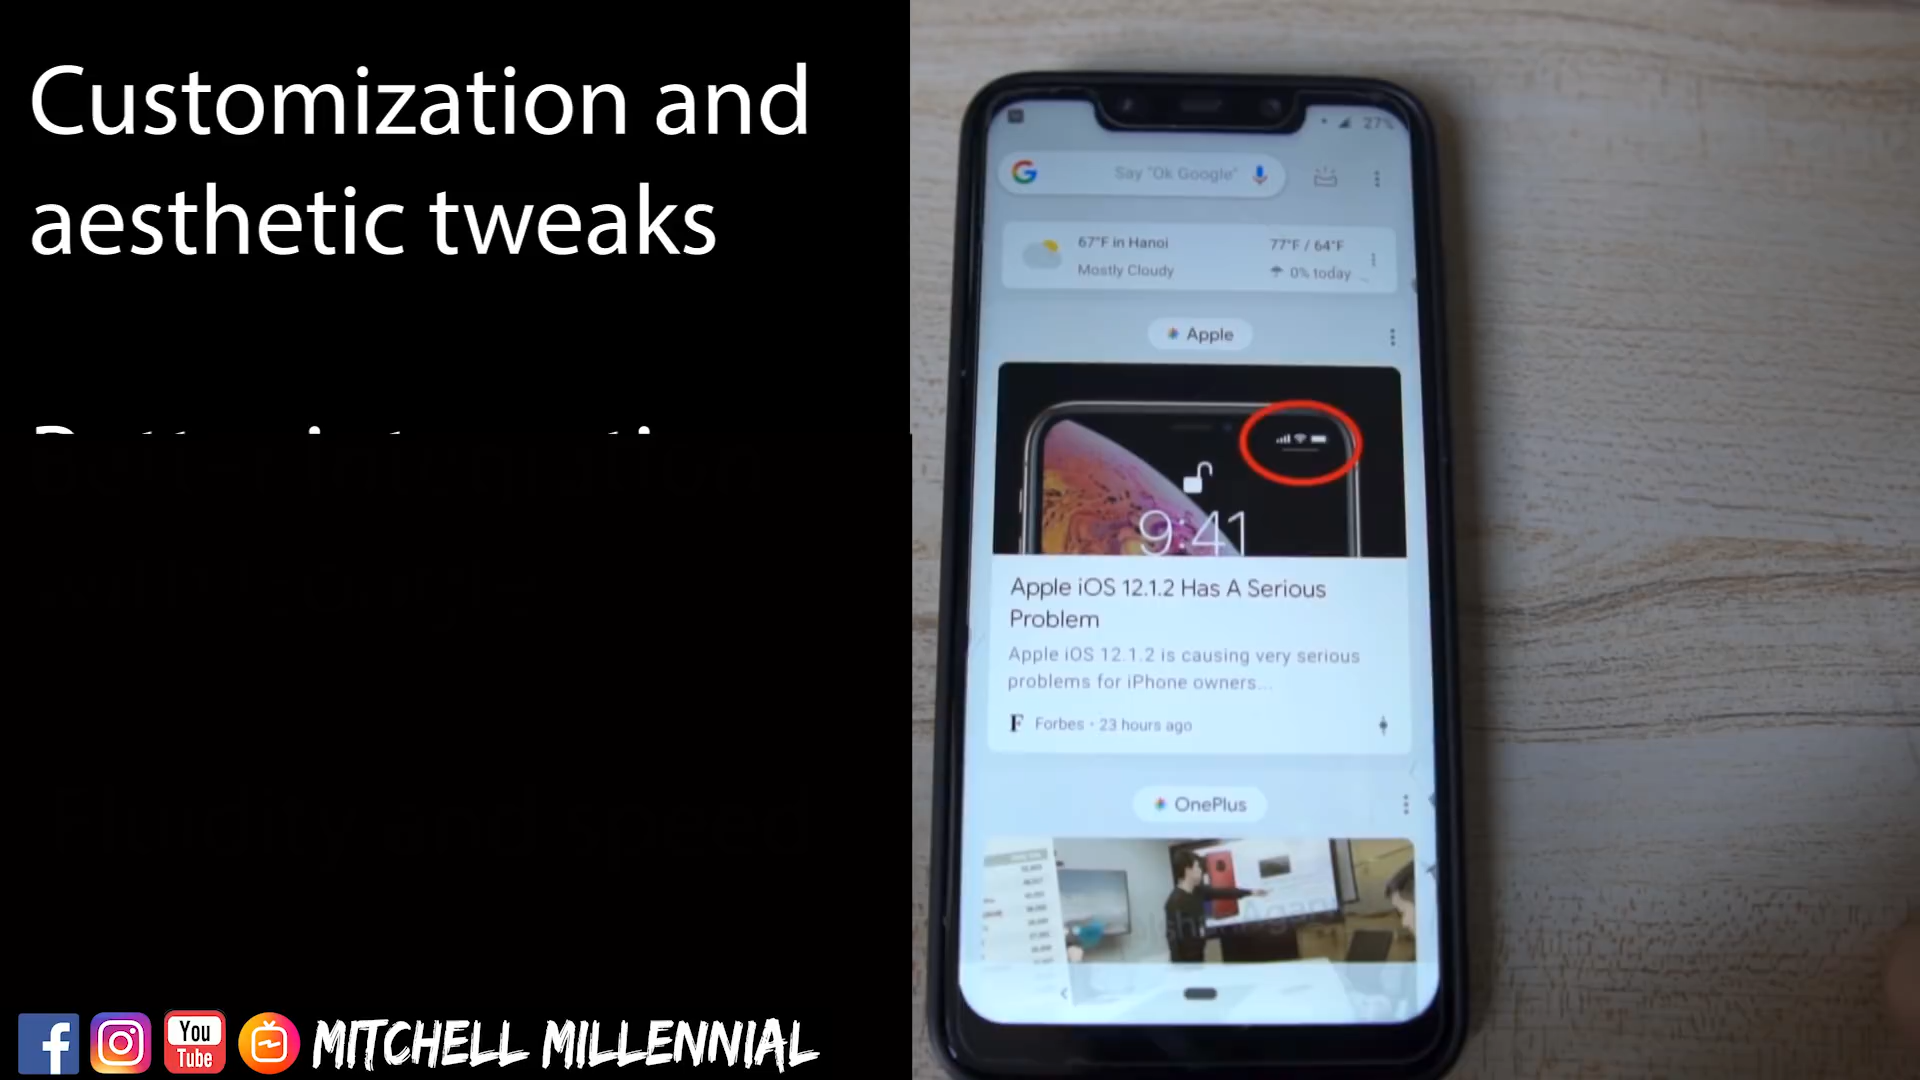 Customization and
aesthetic tweaks
You
Tube
MITCHELL MILLENNIAL
27%
G Say "Ok Google"
67°F in Hanoi 77°F / 64°F
Mostly Cloudy 0% today
Apple
9:41
Apple iOS 12.1.2 Has A Serious
Problem
Apple iOS 12.1.2 is causing very serious
problems for iPhone owners...
F Forbes · 23 hours ago
OnePlus